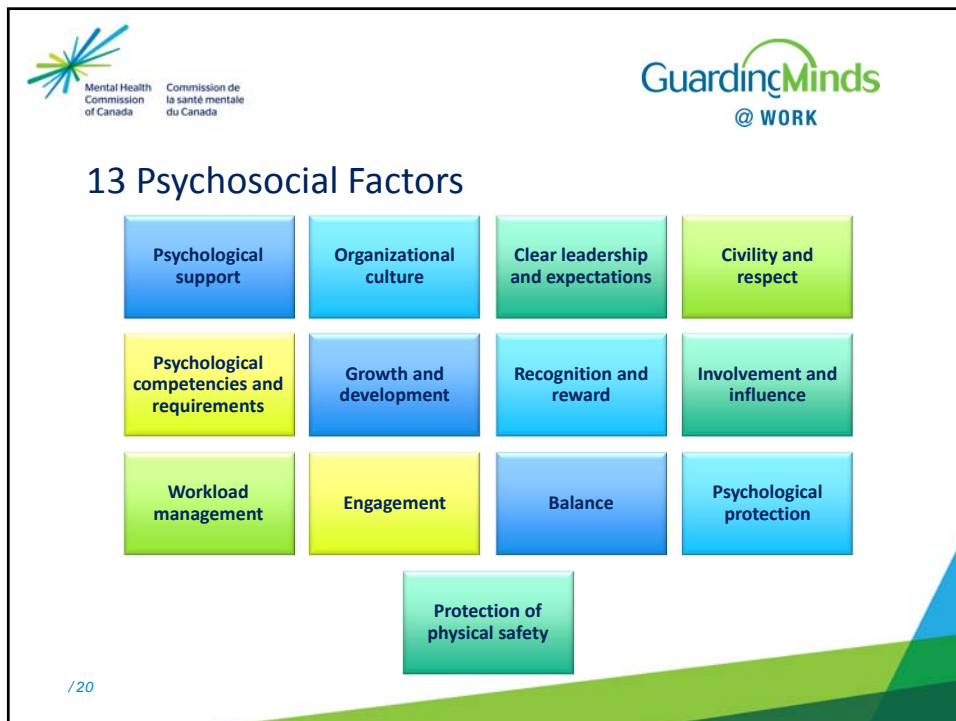 Mental Health
Commission
of Canada
Commission de
la santé mentale
du Canada
GuardingMinds
@ WORK
13 Psychosocial Factors
Psychological
support
Organizational
culture
Clear leadership
and expectations
Civility and
respect
Psychological
competencies and
requirements
Growth and
development
Recognition and
reward
Involvement and
influence
Workload
management
Engagement
Balance
Psychological
protection
Protection of
physical safety
/ 20